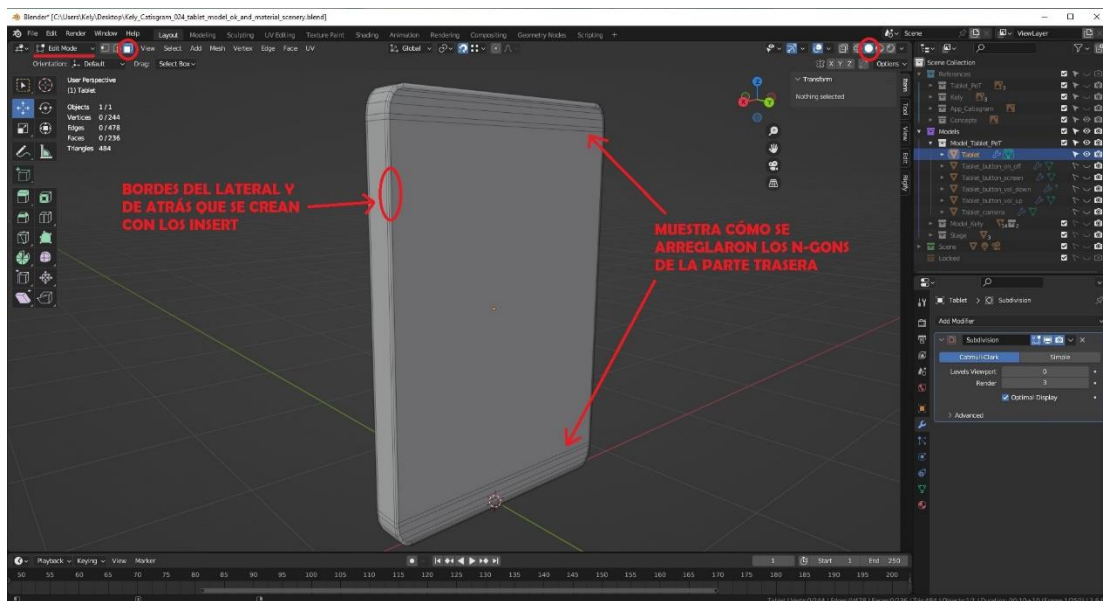 Blender* [C:\Users\Kely\Desktop\Kely_Catisgram_024_tablet_model_ok_and_material_scenery.blend]
File Edit Render Window Help Layout Modeling Sculpting UV Editing Texture Paint Shading Animation Rendering Compositing Geometry Nodes Scripting + Scene ViewLayer
Edit Mode View Select Add Mesh Vertex Edge Face UV Global
Orientation: Default Drag: Select Box X Y Z Options
User Perspective
(1) Tablet
Objects 1/1
Vertices 0/244
Edges 0/478
Faces 0/236
Triangles 484
BORDES DEL LATERAL Y
DE ATRÁS QUE SE CREAN
CON LOS INSERT
MUESTRA CÓMO SE
ARREGLARON LOS N-GONS
DE LA PARTE TRASERA
Z
X
Y
Transform
Nothing selected
Item
Tool
View
Edit
Rigify
Scene Collection
References
Tablet_PeT
Kely
App_Catisgram
Concepts
Models
Model_Tablet_PeT
Tablet
Tablet_button_on_off
Tablet_button_screen
Tablet_button_vol_down
Tablet_button_vol_up
Tablet_camera
Model_Kely
Stage
Scene
Locked
Tablet > Subdivision
Add Modifier
Subdivision
Catmull-Clark Simple
Levels Viewport 0
Render 3
Optimal Display
Advanced
Playback Keying View Marker 1 Start 1 End 250
50 55 60 65 70 75 80 85 90 95 100 105 110 115 120 125 130 135 140 145 150 155 160 165 170 175 180 185 190 195 200